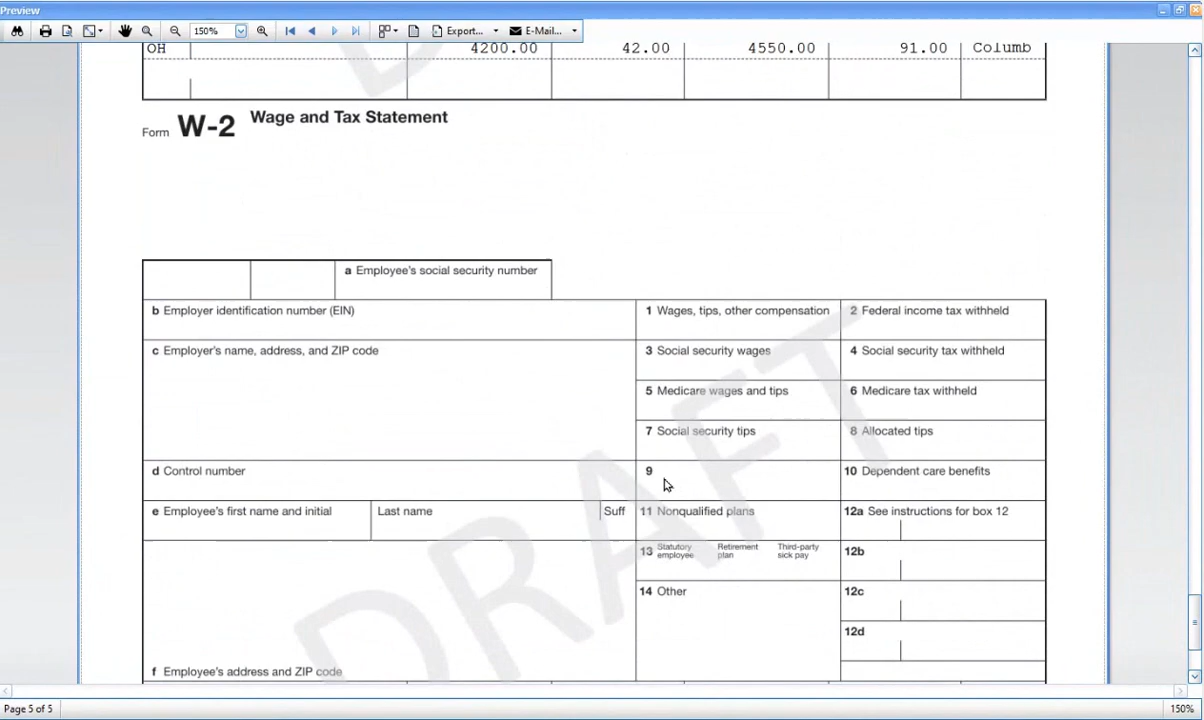 Preview
150%
Export...
E-Mail...
OH 4200.00 42.00 4550.00 91.00 Columb
Form W-2 Wage and Tax Statement
a Employee's social security number
b Employer identification number (EIN)
1 Wages, tips, other compensation
2 Federal income tax withheld
c Employer's name, address, and ZIP code
3 Social security wages
4 Social security tax withheld
5 Medicare wages and tips
6 Medicare tax withheld
7 Social security tips
8 Allocated tips
d Control number
9
10 Dependent care benefits
e Employee's first name and initial
Last name
Suff
11 Nonqualified plans
12a See instructions for box 12
13 Statutory
employee
Retirement
plan
Third-party
sick pay
12b
14 Other
12c
12d
f Employee's address and ZIP code
DRAFT
Page 5 of 5
150%